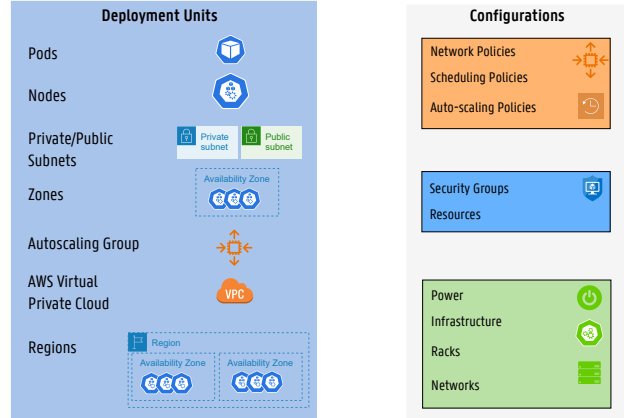 Deployment Units
Pods
Nodes
Private/Public
Subnets
Private
subnet
Public
subnet
Zones
Availability Zone
Autoscaling Group
AWS Virtual
Private Cloud
VPC
Regions
Region
Availability Zone
Availability Zone
Configurations
Network Policies
Scheduling Policies
Auto-scaling Policies
Security Groups
Resources
Power
Infrastructure
Racks
Networks